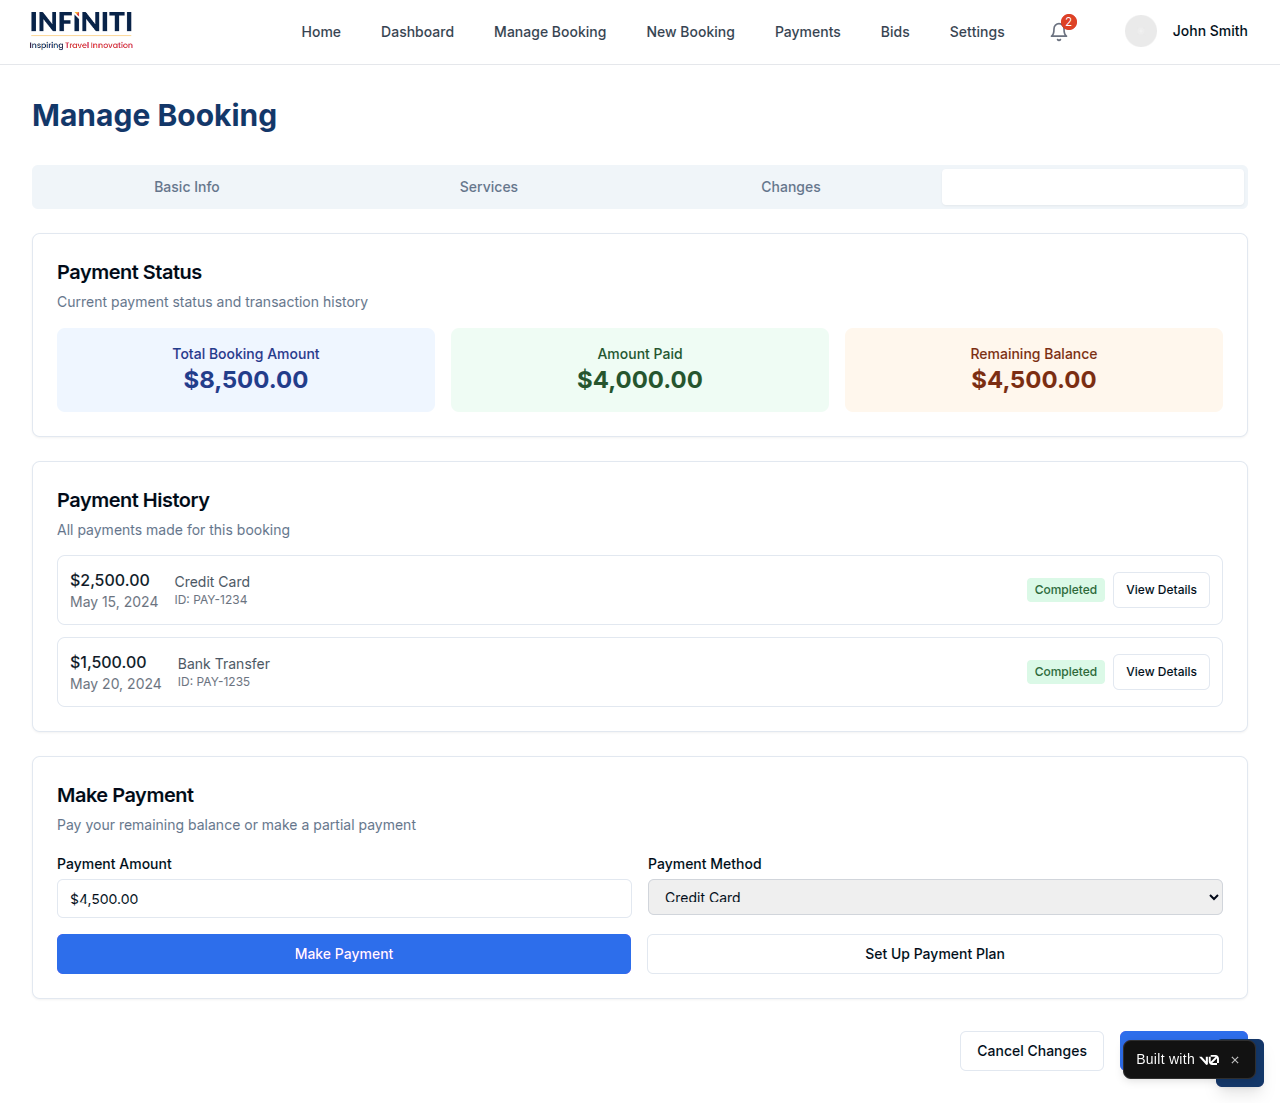 INFINITI
Inspiring Travel Innovation
Home
Dashboard
Manage Booking
New Booking
Payments
Bids
Settings
2
John Smith
Manage Booking
Basic Info
Services
Changes
Payment Status
Current payment status and transaction history
Total Booking Amount
$8,500.00
Amount Paid
$4,000.00
Remaining Balance
$4,500.00
Payment History
All payments made for this booking
$2,500.00
May 15, 2024
Credit Card
ID: PAY-1234
Completed
View Details
$1,500.00
May 20, 2024
Bank Transfer
ID: PAY-1235
Completed
View Details
Make Payment
Pay your remaining balance or make a partial payment
Payment Amount
$4,500.00
Payment Method
Credit Card
Make Payment
Set Up Payment Plan
Cancel Changes
Built with v0 ×